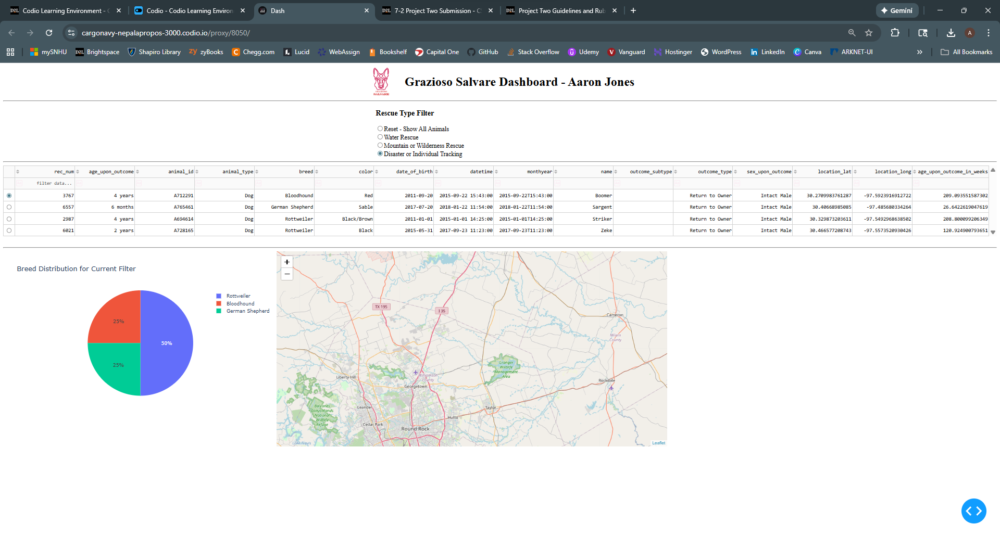 Codio Learning Environment - C
Codio - Codio Learning Environ
Dash
7-2 Project Two Submission - C
Project Two Guidelines and Rub
Gemini
cargonavy-nepalapropos-3000.codio.io/proxy/8050/
mySNHU
Brightspace
Shapiro Library
zyBooks
Chegg.com
Lucid
WebAssign
Bookshelf
Capital One
GitHub
Stack Overflow
Udemy
Vanguard
Hostinger
WordPress
LinkedIn
Canva
ARKNET-UI
All Bookmarks
SALVARE
Grazioso Salvare Dashboard - Aaron Jones
Rescue Type Filter
Reset - Show All Animals
Water Rescue
Mountain or Wilderness Rescue
Disaster or Individual Tracking
rec_num age_upon_outcome animal_id animal_type breed color date_of_birth datetime monthyear name outcome_subtype outcome_type sex_upon_outcome location_lat location_long age_upon_outcome_in_weeks
filter data...
3767 4 years A712291 Dog Bloodhound Red 2011-09-20 2015-09-22 15:43:00 2015-09-22T15:43:00 Boomer Return to Owner Intact Male 30.2709983761287 -97.5923916912722 209.093551587302
6557 6 months A765461 Dog German Shepherd Sable 2017-07-20 2018-01-22 11:54:00 2018-01-22T11:54:00 Sargent Return to Owner Intact Male 30.40668985085 -97.485680334264 26.6422619047619
2987 4 years A694614 Dog Rottweiler Black/Brown 2011-01-01 2015-01-01 14:25:00 2015-01-01T14:25:00 Striker Return to Owner Intact Male 30.329873203611 -97.5492968638502 208.800099206349
6021 2 years A728165 Dog Rottweiler Black 2015-05-31 2017-09-23 11:23:00 2017-09-23T11:23:00 Zeke Return to Owner Intact Male 30.466577208743 -97.5573520930426 120.924900793651
Breed Distribution for Current Filter
Rottweiler
Bloodhound
German Shepherd
25%
50%
25%
+
−
TX 195
I 35
Cameron
Milam
County
Granger
Wildlife
Management
Area
Liberty Hill
Williamson
County
Georgetown
Rockdale
Leander
Balcones
Canyonlands
National
Wildlife
Refuge
Taylor
Hutto
Cedar Park
Round Rock
Lake Travis
Leaflet